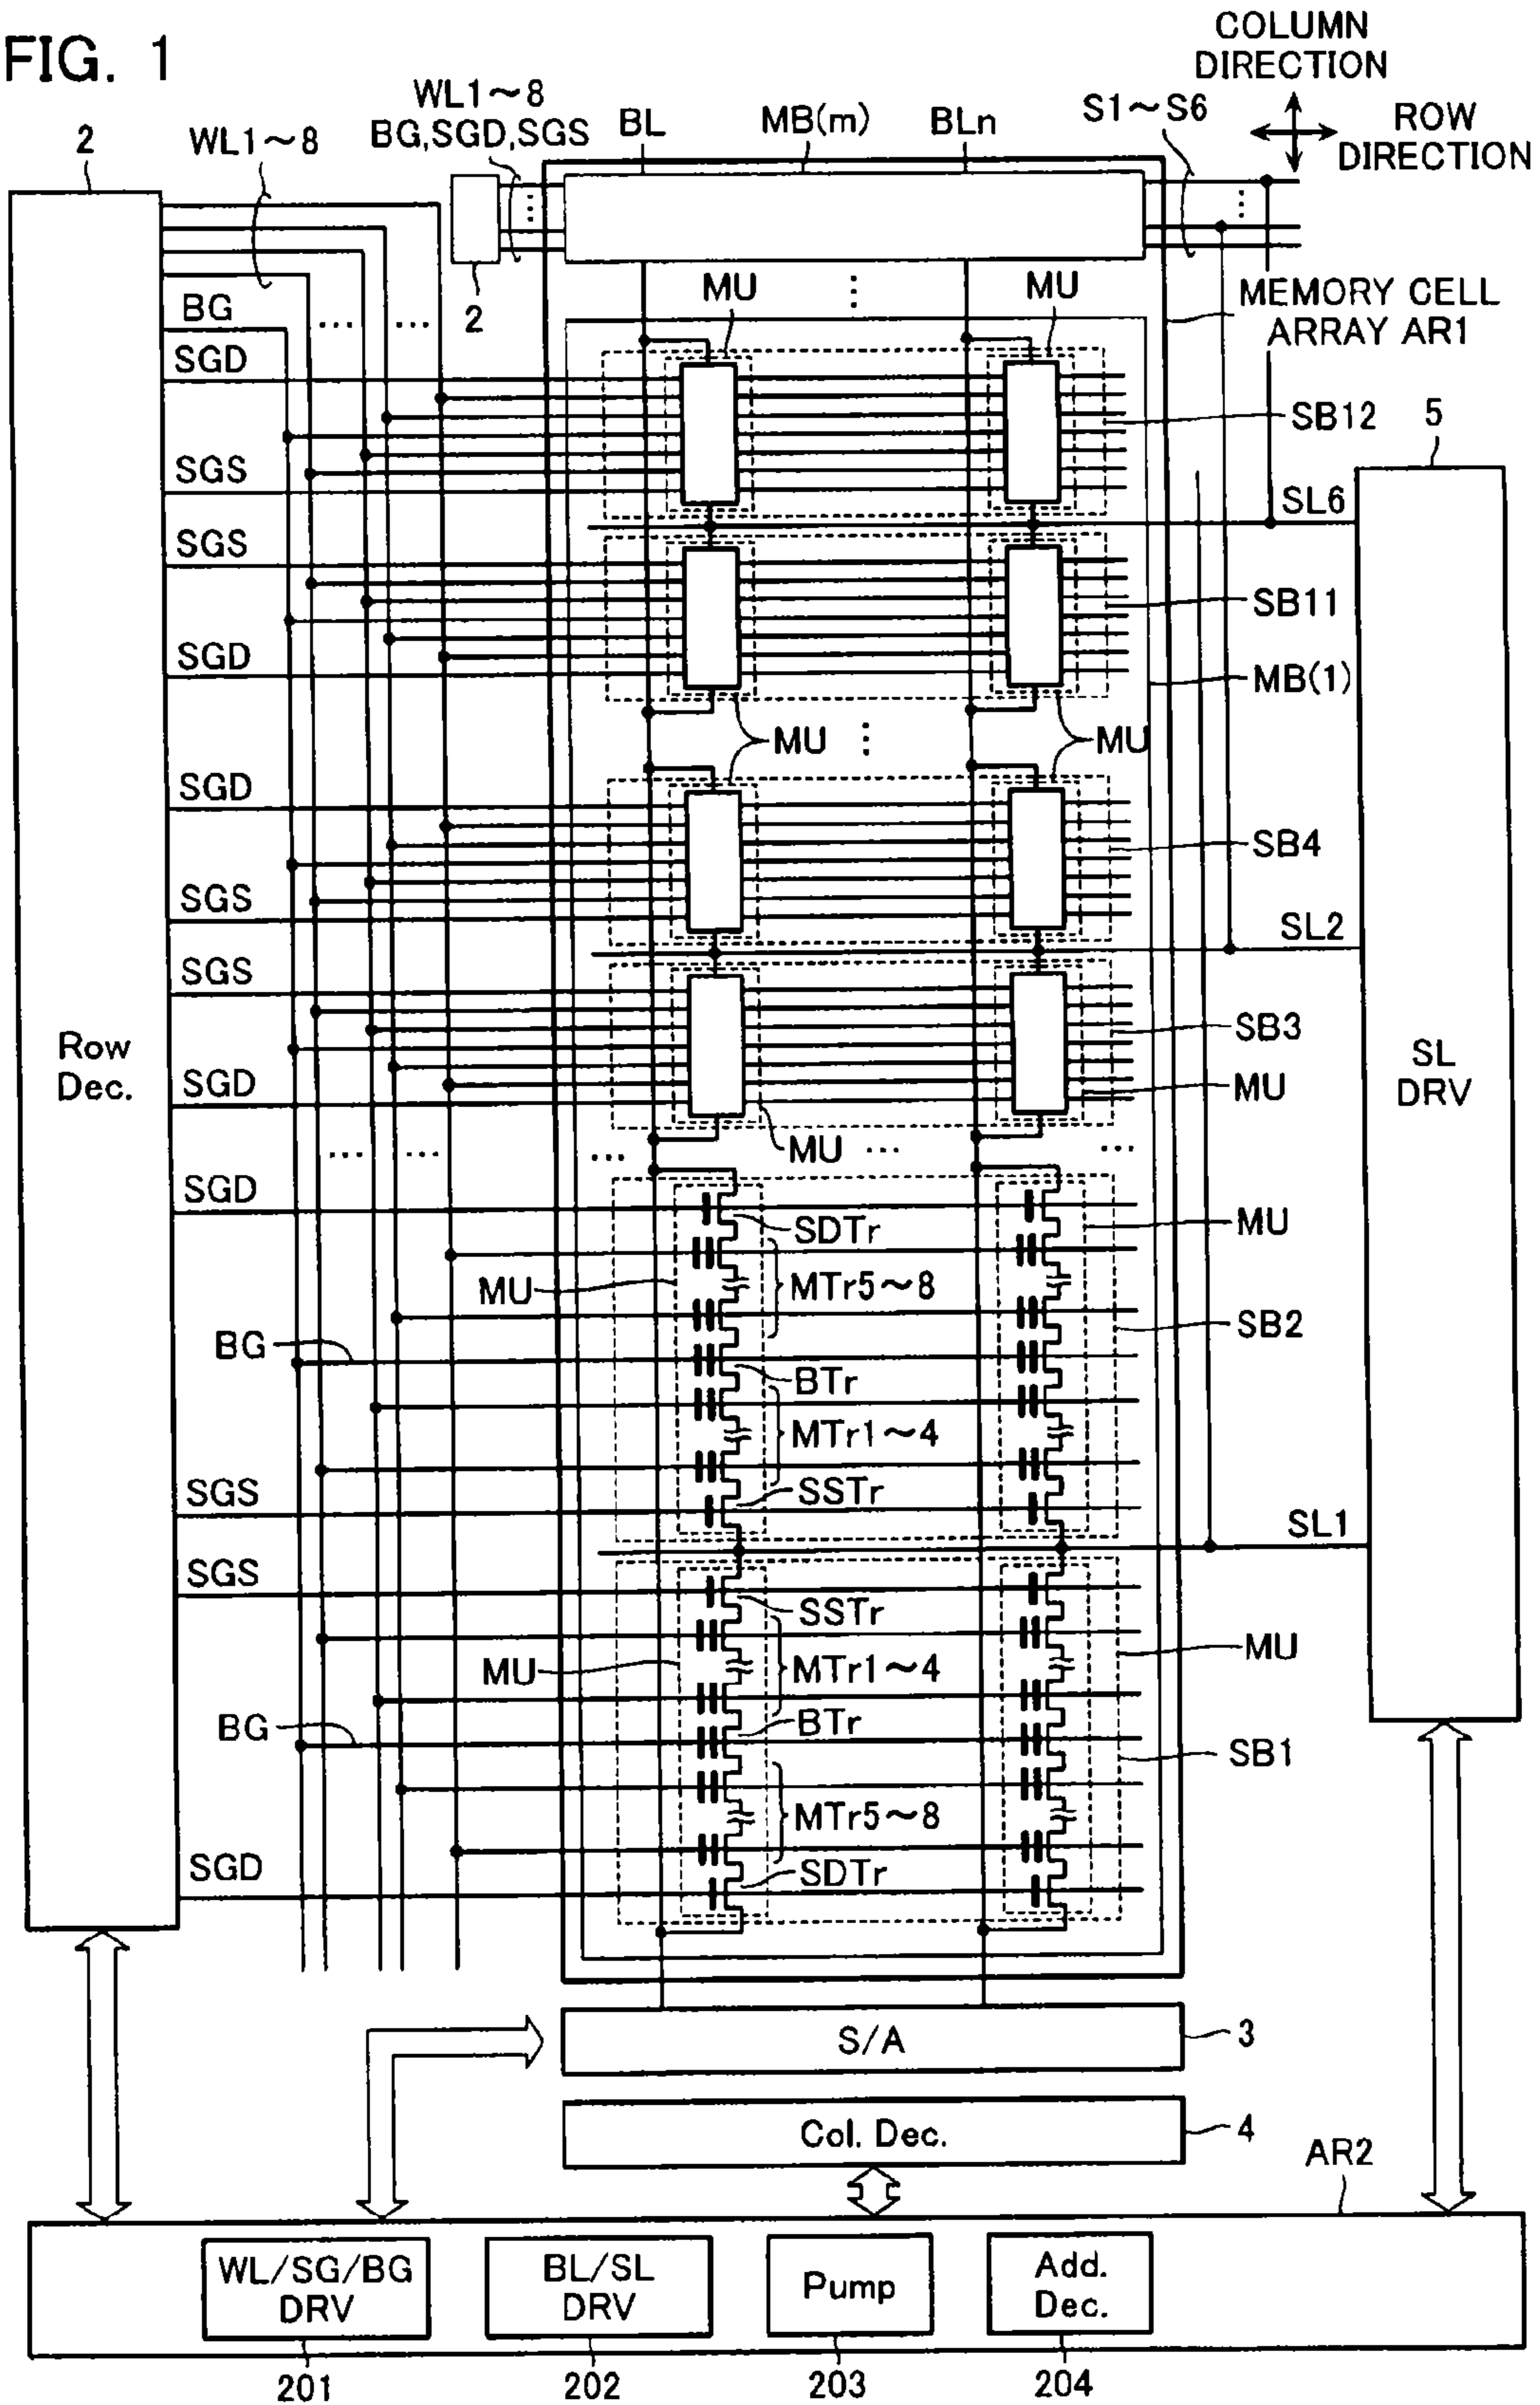 FIG. 1
COLUMN
DIRECTION
ROW
DIRECTION
2
WL1~8
WL1~8
BG,SGD,SGS
BL
MB(m)
BLn
S1~S6
2
MU
MU
MEMORY CELL
ARRAY AR1
BG
SGD
SB12
5
SGS
SL6
SGS
SB11
SGD
MB(1)
MU
MU
SGD
SB4
SGS
SL2
SGS
SB3
Row
Dec.
SL
DRV
SGD
MU
MU
SGD
SDTr
MU
MU
MTr5~8
SB2
BG
BTr
MTr1~4
SGS
SSTr
SL1
SGS
SSTr
MU
MU
MTr1~4
BG
BTr
SB1
MTr5~8
SGD
SDTr
S/A
3
Col. Dec.
4
AR2
WL/SG/BG
DRV
BL/SL
DRV
Pump
Add.
Dec.
201
202
203
204